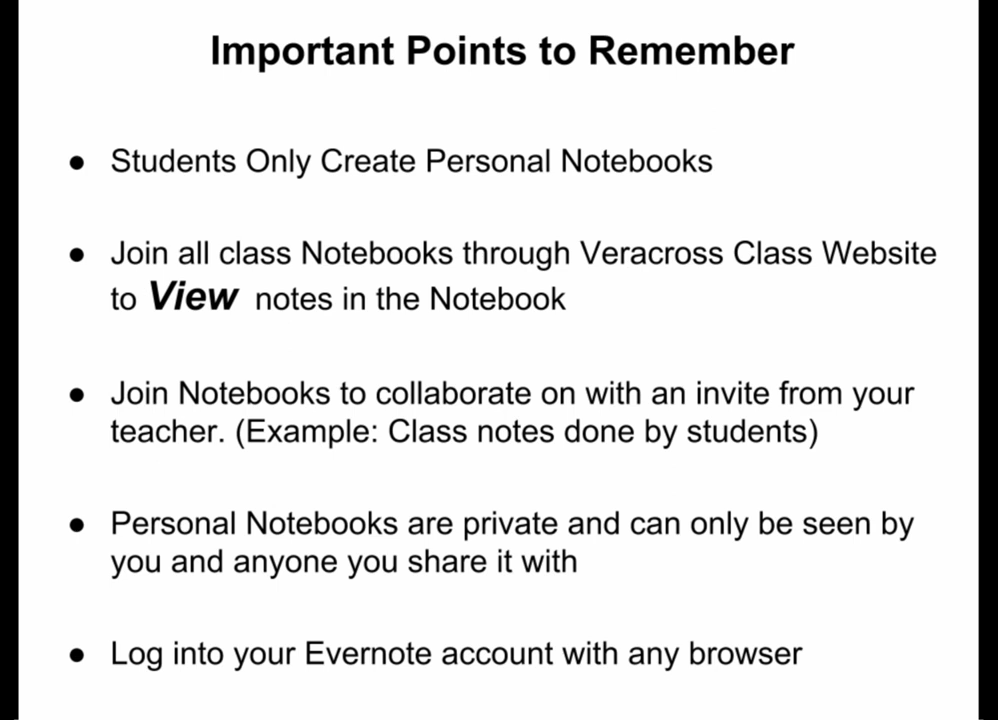 Important Points to Remember
● Students Only Create Personal Notebooks
● Join all class Notebooks through Veracross Class Website
to View notes in the Notebook
● Join Notebooks to collaborate on with an invite from your
teacher. (Example: Class notes done by students)
● Personal Notebooks are private and can only be seen by
you and anyone you share it with
● Log into your Evernote account with any browser